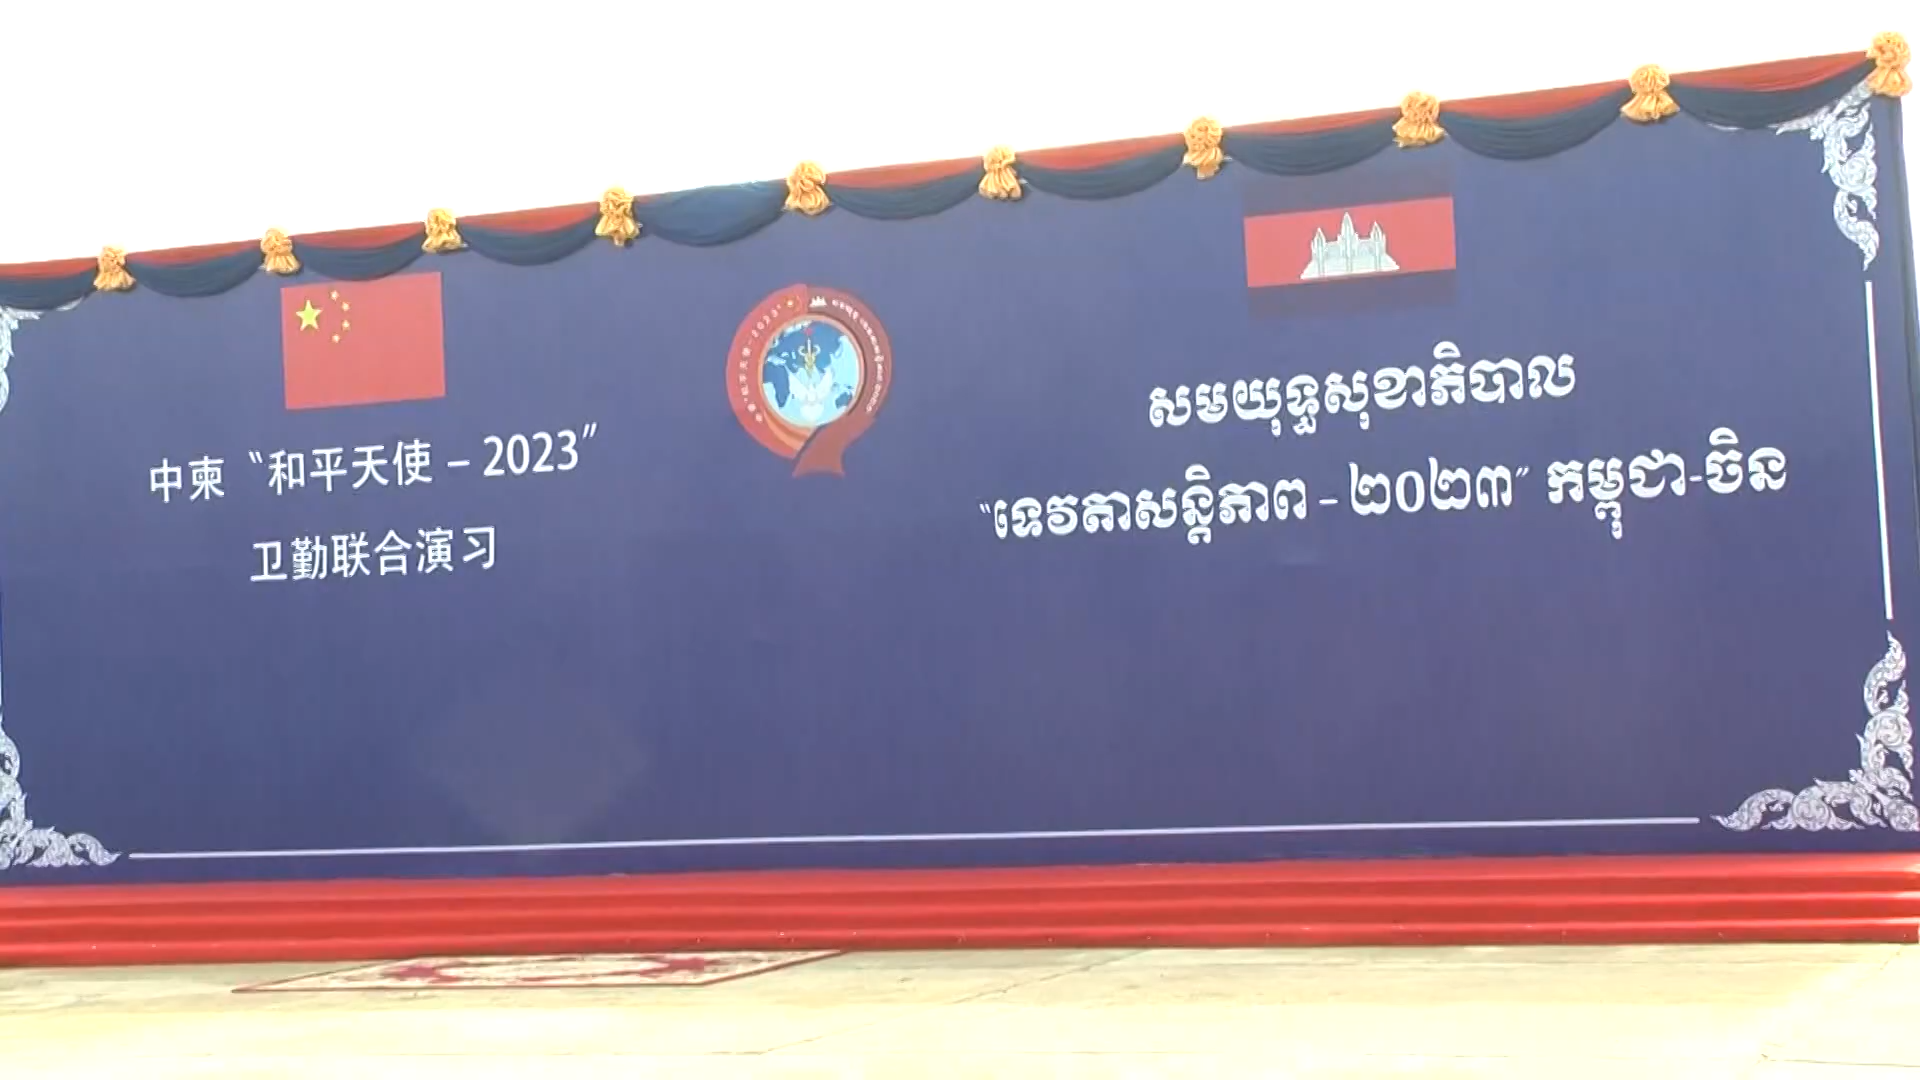 中柬“和平天使－2023”
卫勤联合演习
សមយុទ្ធសុខាភិបាល
“ទេវតាសន្តិភាព - ២០២៣” កម្ពុជា-ចិន